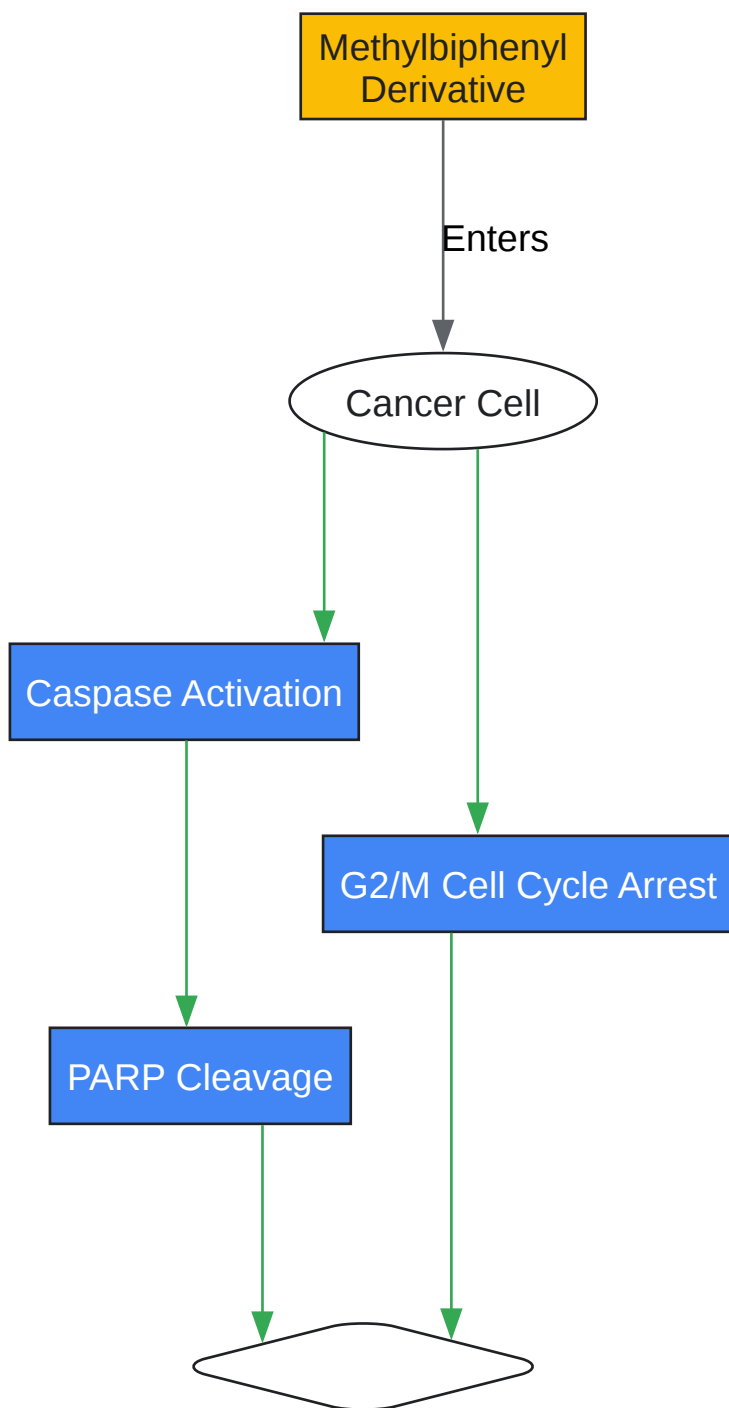 Methylbiphenyl
Derivative
Enters
Cancer Cell
Caspase Activation
G2/M Cell Cycle Arrest
PARP Cleavage